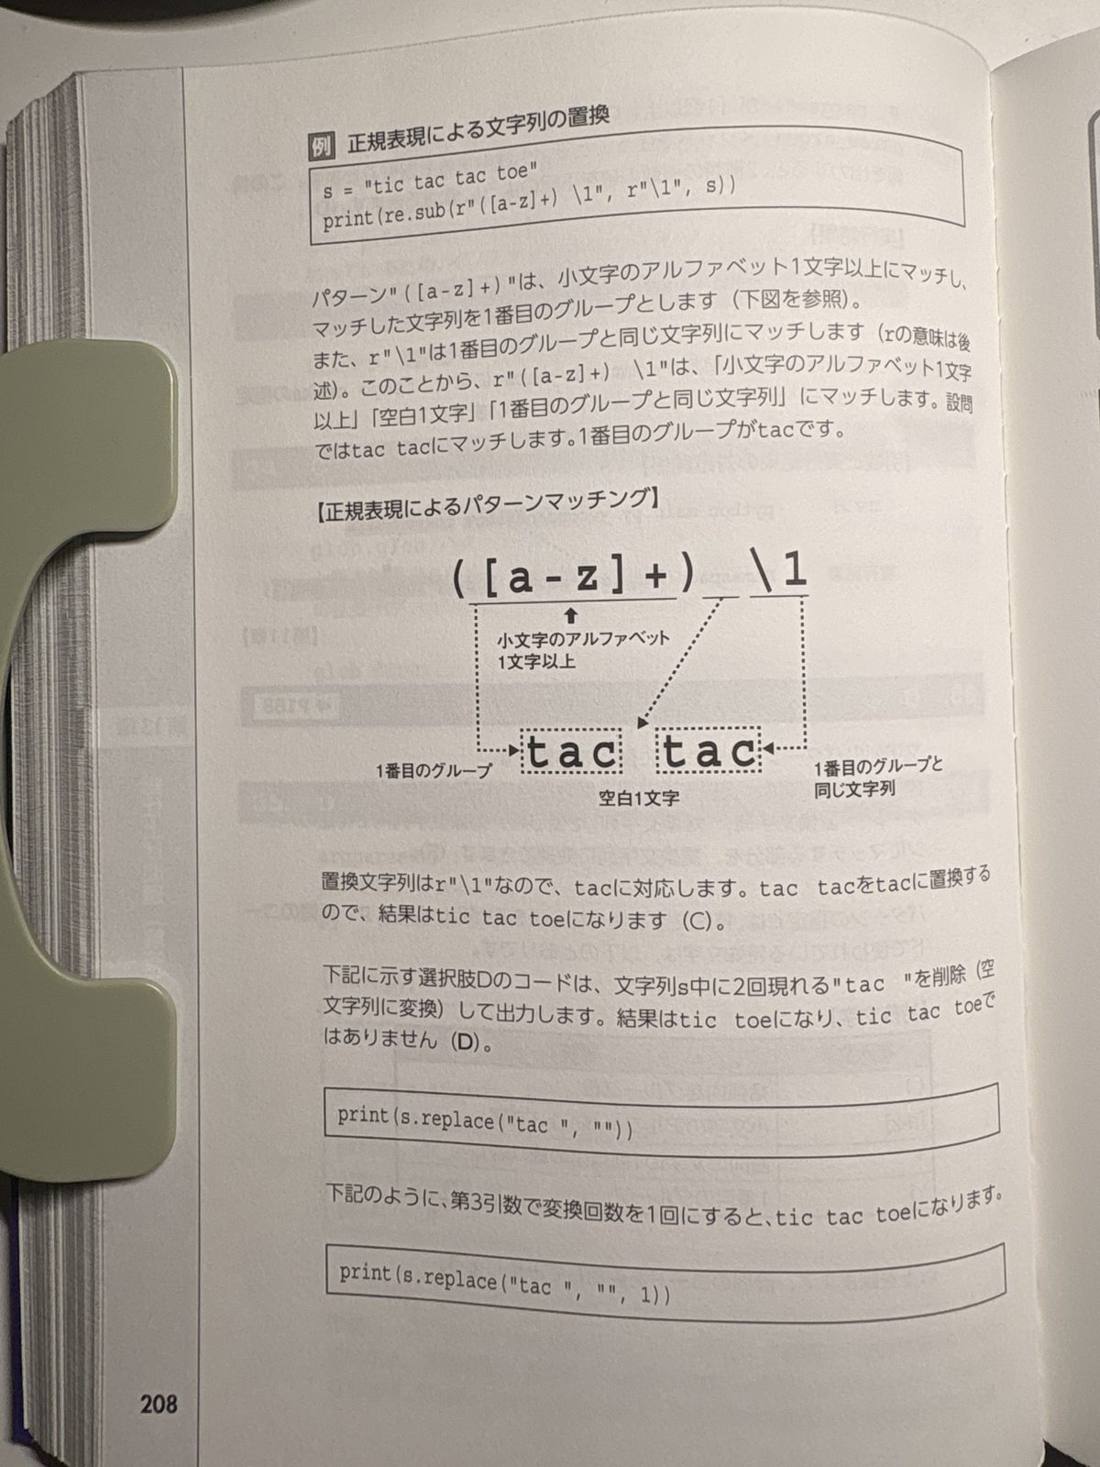 例 正規表現による文字列の置換
s = "tic tac tac toe"
print(re.sub(r"([a-z]+) \1", r"\1", s))
パターン"([a-z]+)"は、小文字のアルファベット1文字以上にマッチし、
マッチした文字列を1番目のグループとします（下図を参照）。
また、r"\1"は1番目のグループと同じ文字列にマッチします（rの意味は後
述）。このことから、r"([a-z]+) \1"は、「小文字のアルファベット1文字
以上」「空白1文字」「1番目のグループと同じ文字列」にマッチします。設問
ではtac tacにマッチします。1番目のグループがtacです。
【正規表現によるパターンマッチング】
([a-z]+) \1
小文字のアルファベット
1文字以上
tac tac
1番目のグループ
空白1文字
1番目のグループと
同じ文字列
置換文字列はr"\1"なので、tacに対応します。tac tacをtacに置換する
ので、結果はtic tac toeになります（C）。
下記に示す選択肢Dのコードは、文字列s中に2回現れる"tac "を削除（空
文字列に変換）して出力します。結果はtic toeになり、tic tac toeで
はありません（D）。
print(s.replace("tac ", ""))
下記のように、第3引数で変換回数を1回にすると、tic tac toeになります。
print(s.replace("tac ", "", 1))
208